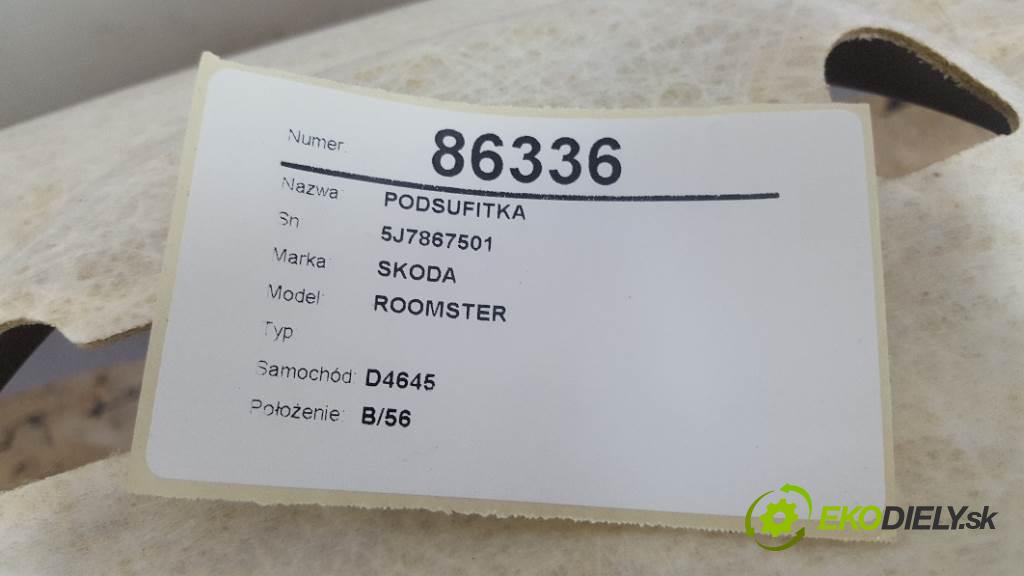 Numer: 86336
Nazwa: PODSUFITKA
Sn 5J7867501
Marka: SKODA
Model: ROOMSTER
Typ
Samochód: D4645
Położenie: B/56
EKODIELY.sk